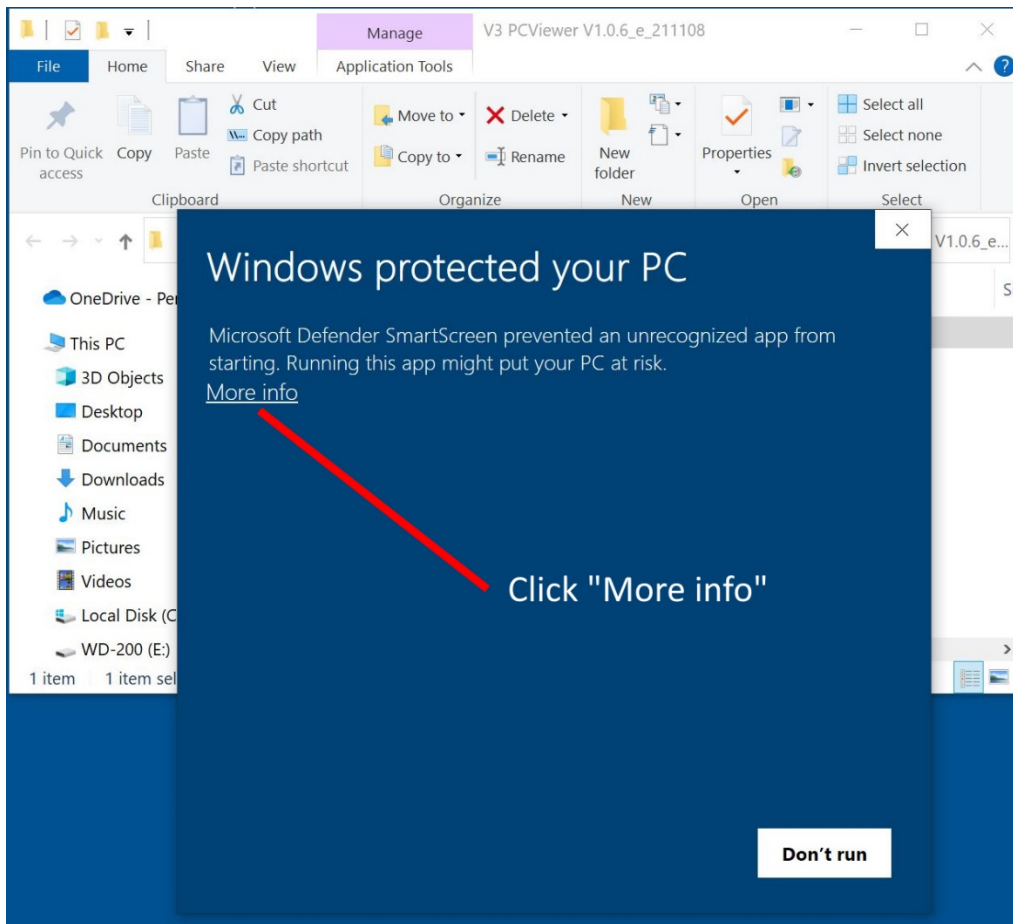 Manage
V3 PCViewer V1.0.6_e_211108
File Home Share View Application Tools
Pin to Quick access
Copy
Paste
Cut
Copy path
Paste shortcut
Move to
Copy to
Delete
Rename
New folder
Properties
Select all
Select none
Invert selection
Clipboard Organize New Open Select
V1.0.6_e...
Windows protected your PC
Microsoft Defender SmartScreen prevented an unrecognized app from
starting. Running this app might put your PC at risk.
More info
Click "More info"
Don't run
OneDrive - Per
This PC
3D Objects
Desktop
Documents
Downloads
Music
Pictures
Videos
Local Disk (C
WD-200 (E:)
1 item 1 item sel
S